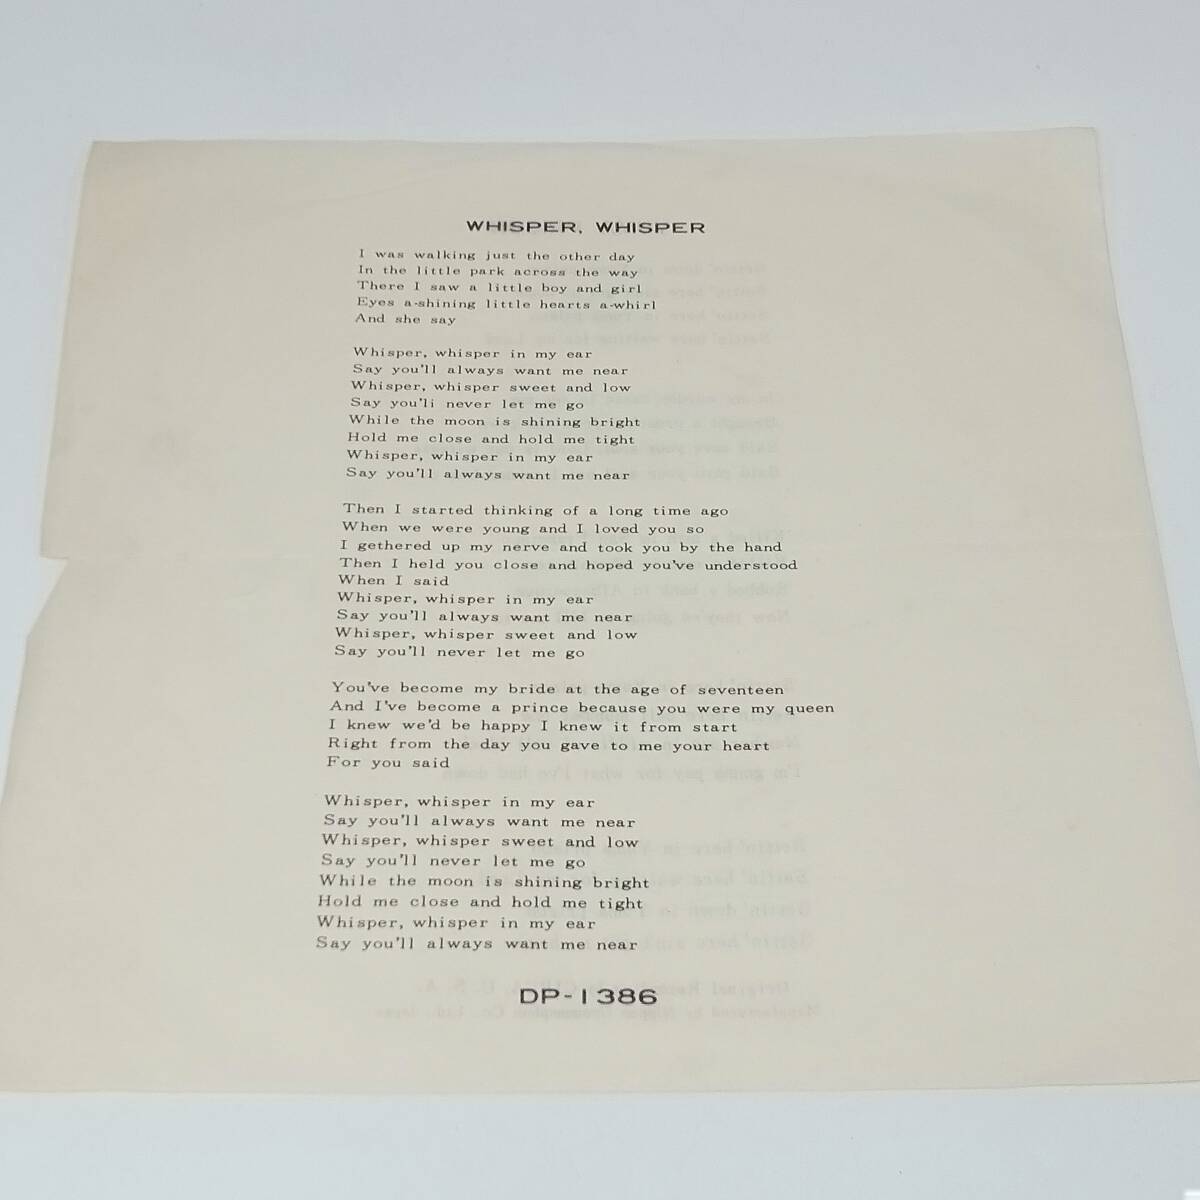 WHISPER, WHISPER
I was walking just the other day
In the little park across the way
There I saw a little boy and girl
Eyes a-shining little hearts a-whirl
And she say
Whisper, whisper in my ear
Say you'll always want me near
Whisper, whisper sweet and low
Say you'li never let me go
While the moon is shining bright
Hold me close and hold me tight
Whisper, whisper in my ear
Say you'll always want me near
Then I started thinking of a long time ago
When we were young and I loved you so
I gethered up my nerve and took you by the hand
Then I held you close and hoped you've understood
When I said
Whisper, whisper in my ear
Say you'll always want me near
Whisper, whisper sweet and low
Say you'll never let me go
You've become my bride at the age of seventeen
And I've become a prince because you were my queen
I knew we'd be happy I knew it from start
Right from the day you gave to me your heart
For you said
Whisper, whisper in my ear
Say you'll always want me near
Whisper, whisper sweet and low
Say you'll never let me go
While the moon is shining bright
Hold me close and hold me tight
Whisper, whisper in my ear
Say you'll always want me near
DP-1386